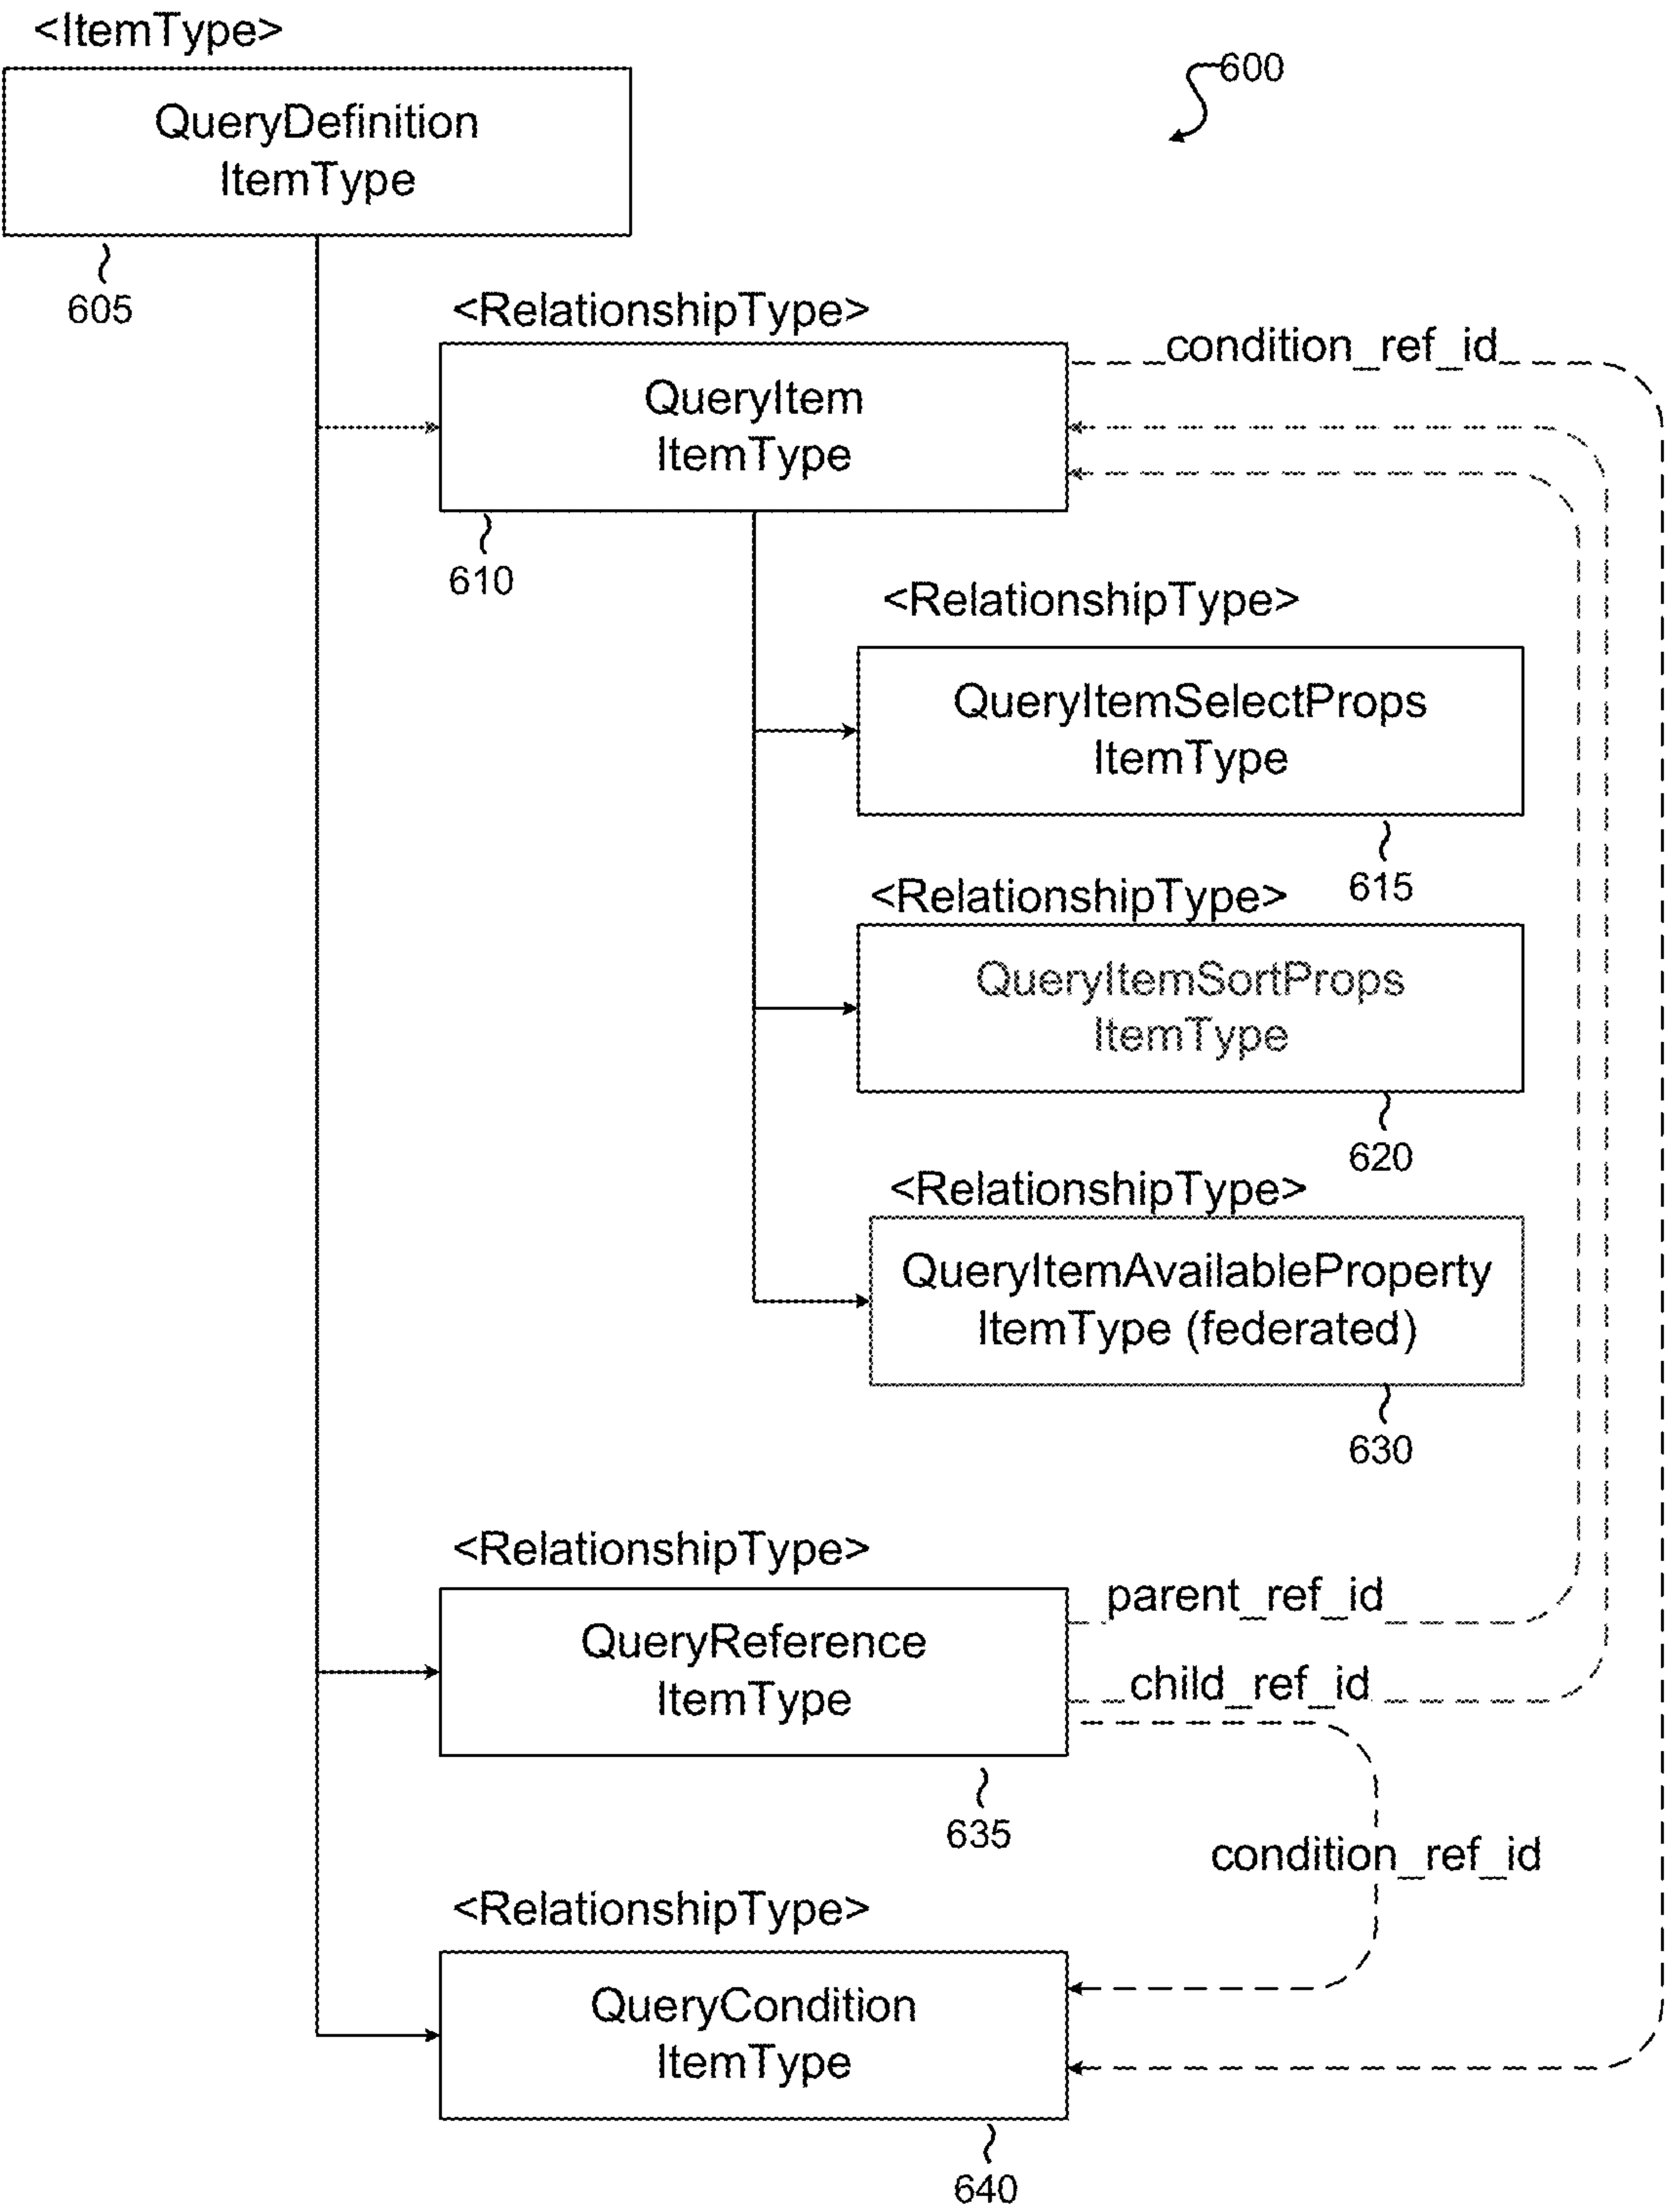 <ItemType>
QueryDefinition
ItemType
600
605
<RelationshipType>
QueryItem
ItemType
condition_ref_id
610
<RelationshipType>
QueryItemSelectProps
ItemType
615
<RelationshipType>
QueryItemSortProps
ItemType
620
<RelationshipType>
QueryItemAvailableProperty
ItemType (federated)
630
<RelationshipType>
QueryReference
ItemType
parent_ref_id
child_ref_id
635
condition_ref_id
<RelationshipType>
QueryCondition
ItemType
640